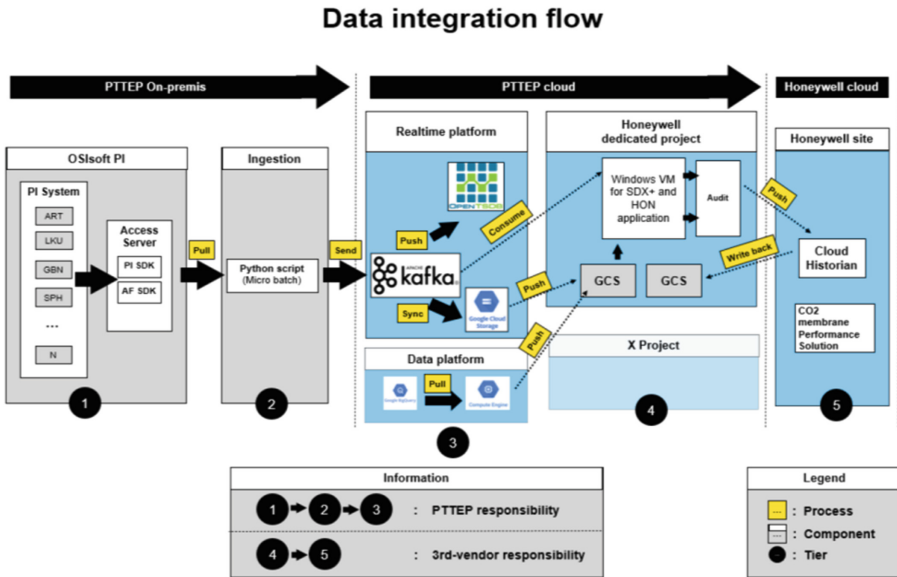 Data integration flow
PTTEP On-premis
PTTEP cloud
Honeywell cloud
OSIsoft PI
PI System
ART
LKU
GBN
SPH
...
N
Access
Server
PI SDK
AF SDK
1
Pull
Ingestion
Python script
(Micro batch)
2
Send
Realtime platform
OPENTSDB
Push
APACHE
kafka
Sync
Google Cloud
Storage
Consume
Push
Data platform
Pull
Compute Engine
Push
3
Honeywell
dedicated project
Windows VM
for SDX+ and
HON
application
Audit
GCS
GCS
X Project
4
Push
Write back
Honeywell site
Cloud
Historian
CO2
membrane
Performance
Solution
5
Information
1 2 3 : PTTEP responsibility
4 5 : 3rd-vendor responsibility
Legend
... : Process
... : Component
... : Tier